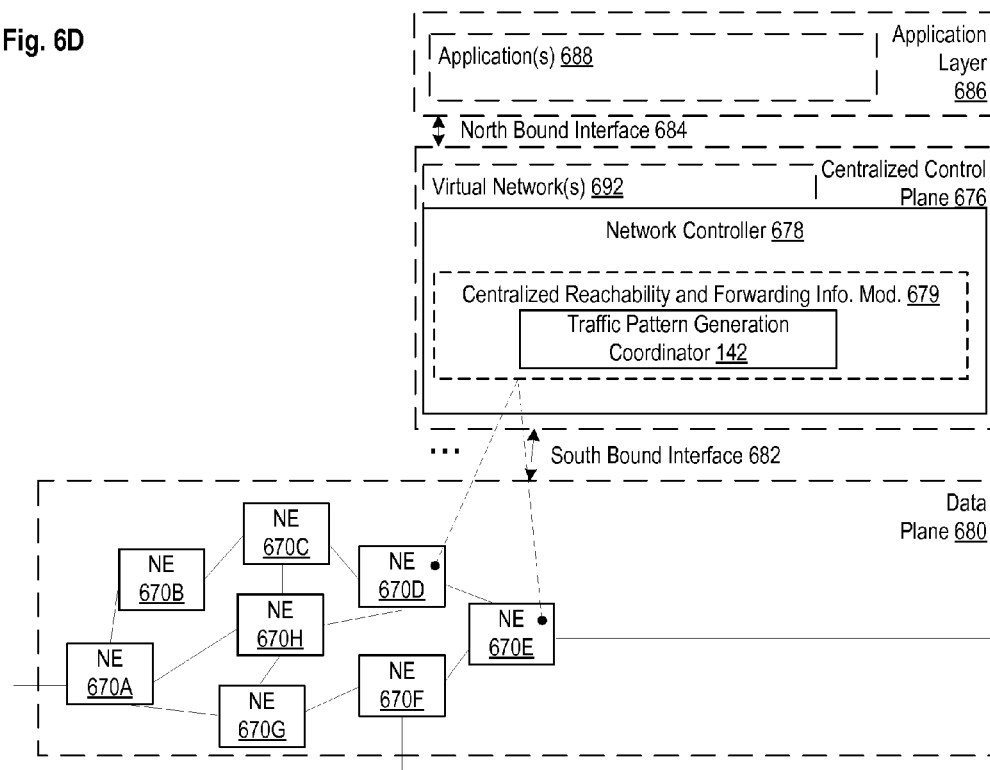 Fig. 6D
Application(s) 688
Application
Layer
686
North Bound Interface 684
Virtual Network(s) 692
Centralized Control
Plane 676
Network Controller 678
Centralized Reachability and Forwarding Info. Mod. 679
Traffic Pattern Generation
Coordinator 142
...
South Bound Interface 682
Data
Plane 680
NE
670C
NE
670B
NE
670D
NE
670H
NE
670E
NE
670A
NE
670F
NE
670G